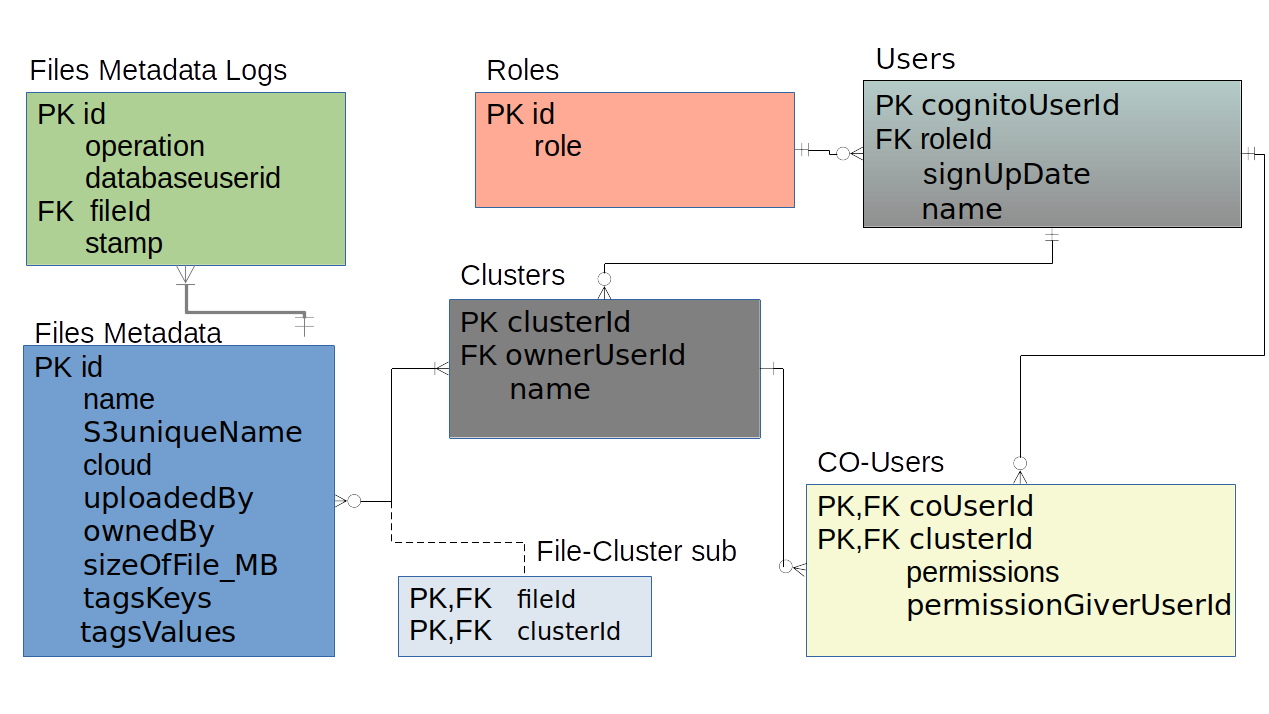 Files Metadata Logs
PK id
operation
databaseuserid
FK fileId
stamp
Roles
PK id
role
Users
PK cognitoUserId
FK roleId
signUpDate
name
Clusters
PK clusterId
FK ownerUserId
name
Files Metadata
PK id
name
S3uniqueName
cloud
uploadedBy
ownedBy
sizeOfFile_MB
tagsKeys
tagsValues
File-Cluster sub
PK,FK fileId
PK,FK clusterId
CO-Users
PK,FK coUserId
PK,FK clusterId
permissions
permissionGiverUserId